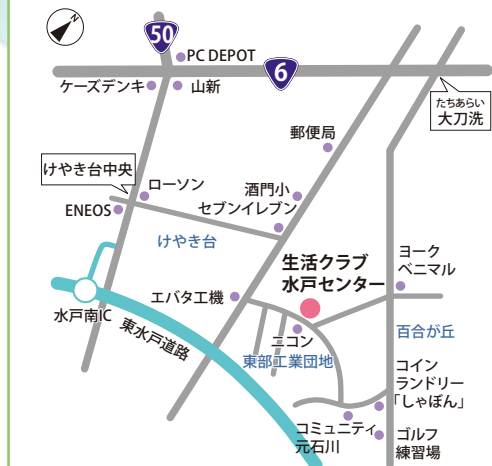 N
50
PC DEPOT
6
ケーズデンキ
山新
たちあらい
大刀洗
郵便局
けやき台中央
ローソン
酒門小
セブンイレブン
ENEOS
けやき台
生活クラブ
水戸センター
ヨーク
ベニマル
エバタ工機
水戸南IC
東水戸道路
ニコン
東部工業団地
百合が丘
コイン
ランドリー
「しゃぼん」
コミュニティ
元石川
ゴルフ
練習場